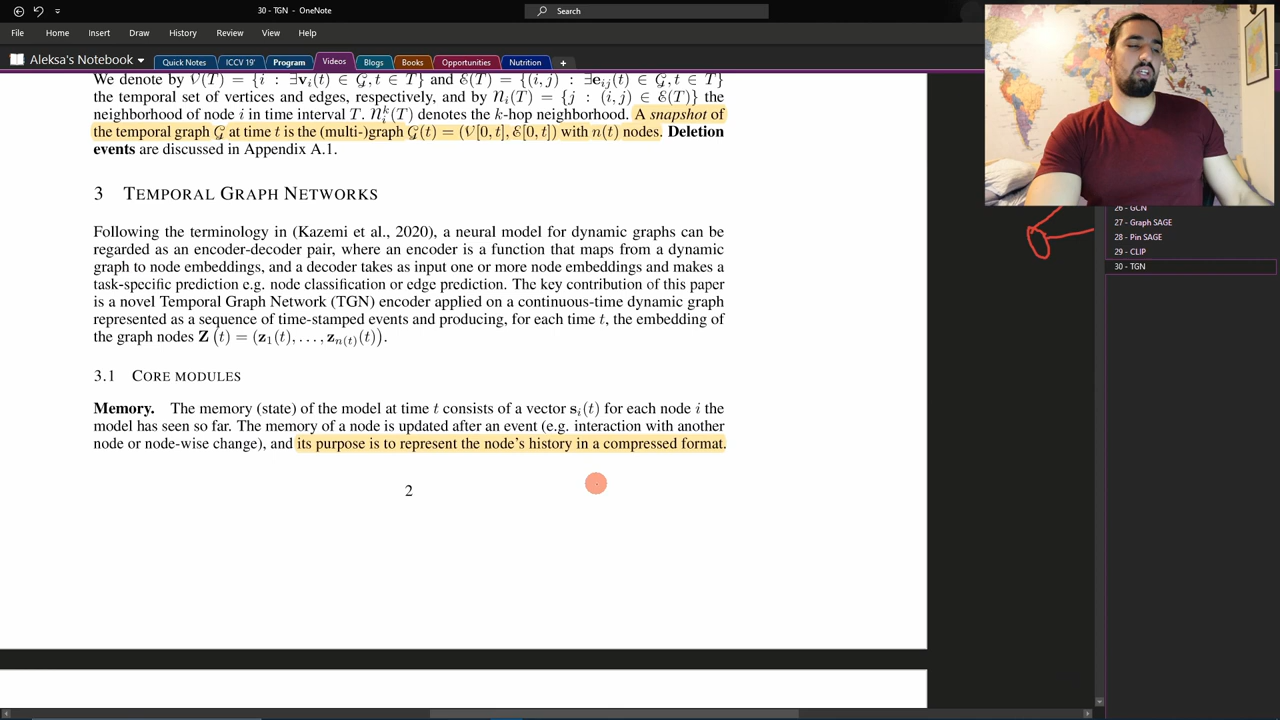 30 - TGN - OneNote
Search
File Home Insert Draw History Review View Help
Aleksa's Notebook Quick Notes ICCV 19' Program Videos Blogs Books Opportunities Nutrition +
We denote by 𝒱(T) = {i : ∃v_i(t) ∈ 𝒢, t ∈ T} and ℰ(T) = {(i, j) : ∃e_ij(t) ∈ 𝒢, t ∈ T}
the temporal set of vertices and edges, respectively, and by 𝒩_i(T) = {j : (i, j) ∈ ℰ(T)} the
neighborhood of node i in time interval T. 𝒩_i^k(T) denotes the k-hop neighborhood. A snapshot of
the temporal graph 𝒢 at time t is the (multi-)graph 𝒢(t) = (𝒱[0, t], ℰ[0, t]) with n(t) nodes. Deletion
events are discussed in Appendix A.1.
3 TEMPORAL GRAPH NETWORKS
Following the terminology in (Kazemi et al., 2020), a neural model for dynamic graphs can be
regarded as an encoder-decoder pair, where an encoder is a function that maps from a dynamic
graph to node embeddings, and a decoder takes as input one or more node embeddings and makes a
task-specific prediction e.g. node classification or edge prediction. The key contribution of this paper
is a novel Temporal Graph Network (TGN) encoder applied on a continuous-time dynamic graph
represented as a sequence of time-stamped events and producing, for each time t, the embedding of
the graph nodes Z(t) = (z_1(t), . . . , z_n(t)(t)).
3.1 CORE MODULES
Memory. The memory (state) of the model at time t consists of a vector s_i(t) for each node i the
model has seen so far. The memory of a node is updated after an event (e.g. interaction with another
node or node-wise change), and its purpose is to represent the node's history in a compressed format.
2
26 - GCN
27 - Graph SAGE
28 - Pin SAGE
29 - CLIP
30 - TGN